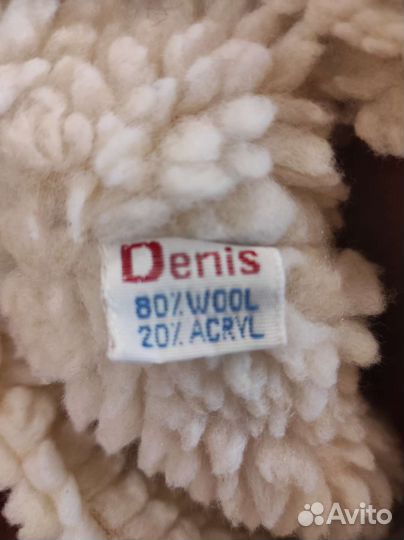 Denis
80% WOOL
20% ACRYL
Avito